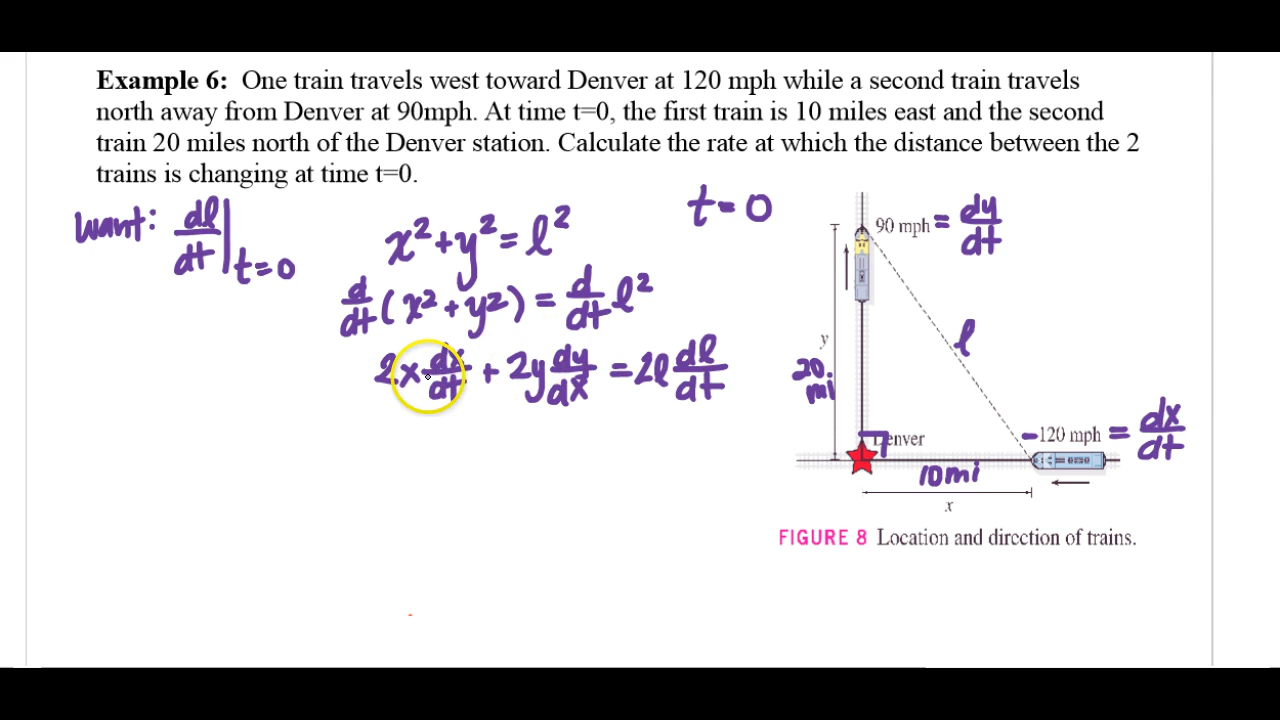 Example 6: One train travels west toward Denver at 120 mph while a second train travels
north away from Denver at 90mph. At time t=0, the first train is 10 miles east and the second
train 20 miles north of the Denver station. Calculate the rate at which the distance between the 2
trains is changing at time t=0.
want: dl/dt | t=0
x² + y² = l²
d/dt (x² + y²) = d/dt l²
2x dx/dt + 2y dy/dx = 2l dl/dt
t=0
90 mph = dy/dt
l
y
20 mi
Denver
-120 mph = dx/dt
10 mi
x
FIGURE 8 Location and direction of trains.